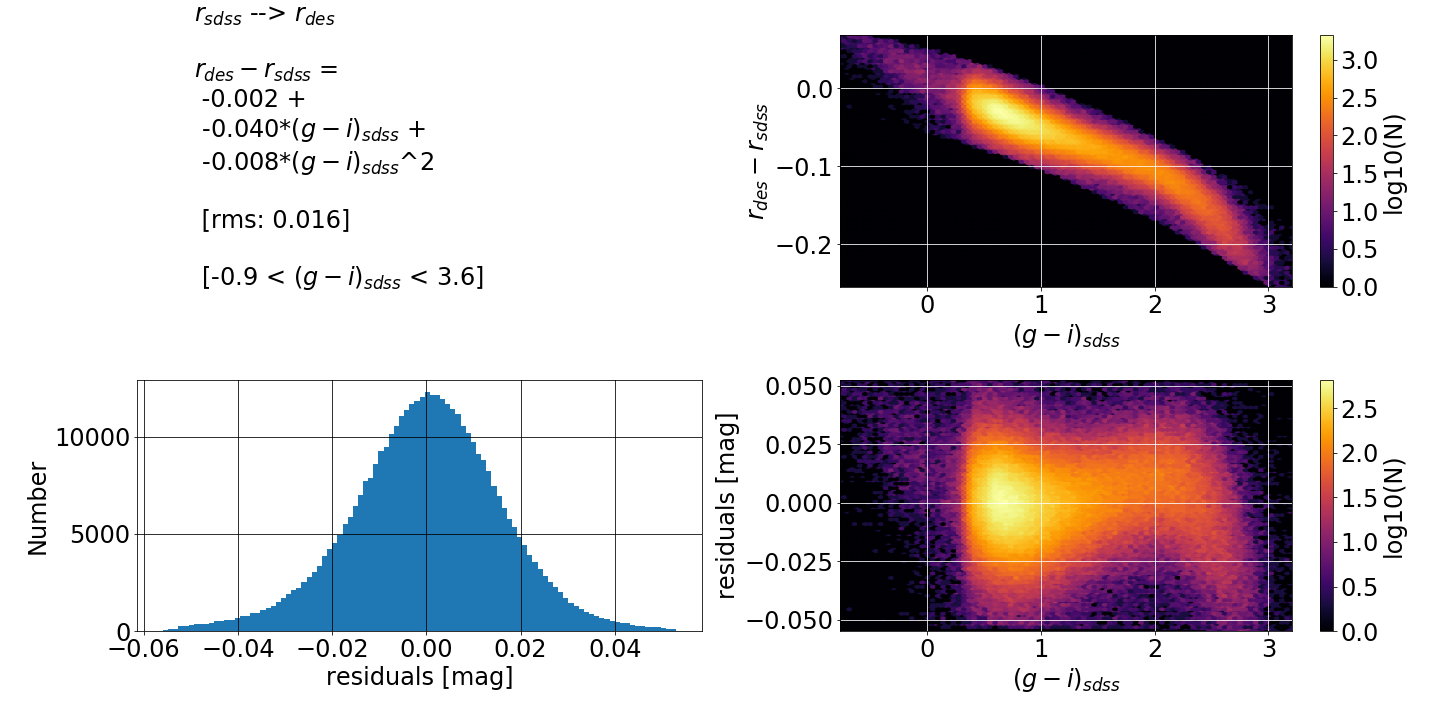 r_sdss --> r_des
r_des − r_sdss =
-0.002 +
-0.040*(g − i)_sdss +
-0.008*(g − i)_sdss^2
[rms: 0.016]
[-0.9 < (g − i)_sdss < 3.6]
r_des − r_sdss
0.0
−0.1
−0.2
0 1 2 3
(g − i)_sdss
3.0
2.5
2.0
1.5
1.0
0.5
0.0
log10(N)
Number
10000
5000
0
−0.06 −0.04 −0.02 0.00 0.02 0.04
residuals [mag]
residuals [mag]
0.050
0.025
0.000
−0.025
−0.050
0 1 2 3
(g − i)_sdss
2.5
2.0
1.5
1.0
0.5
0.0
log10(N)